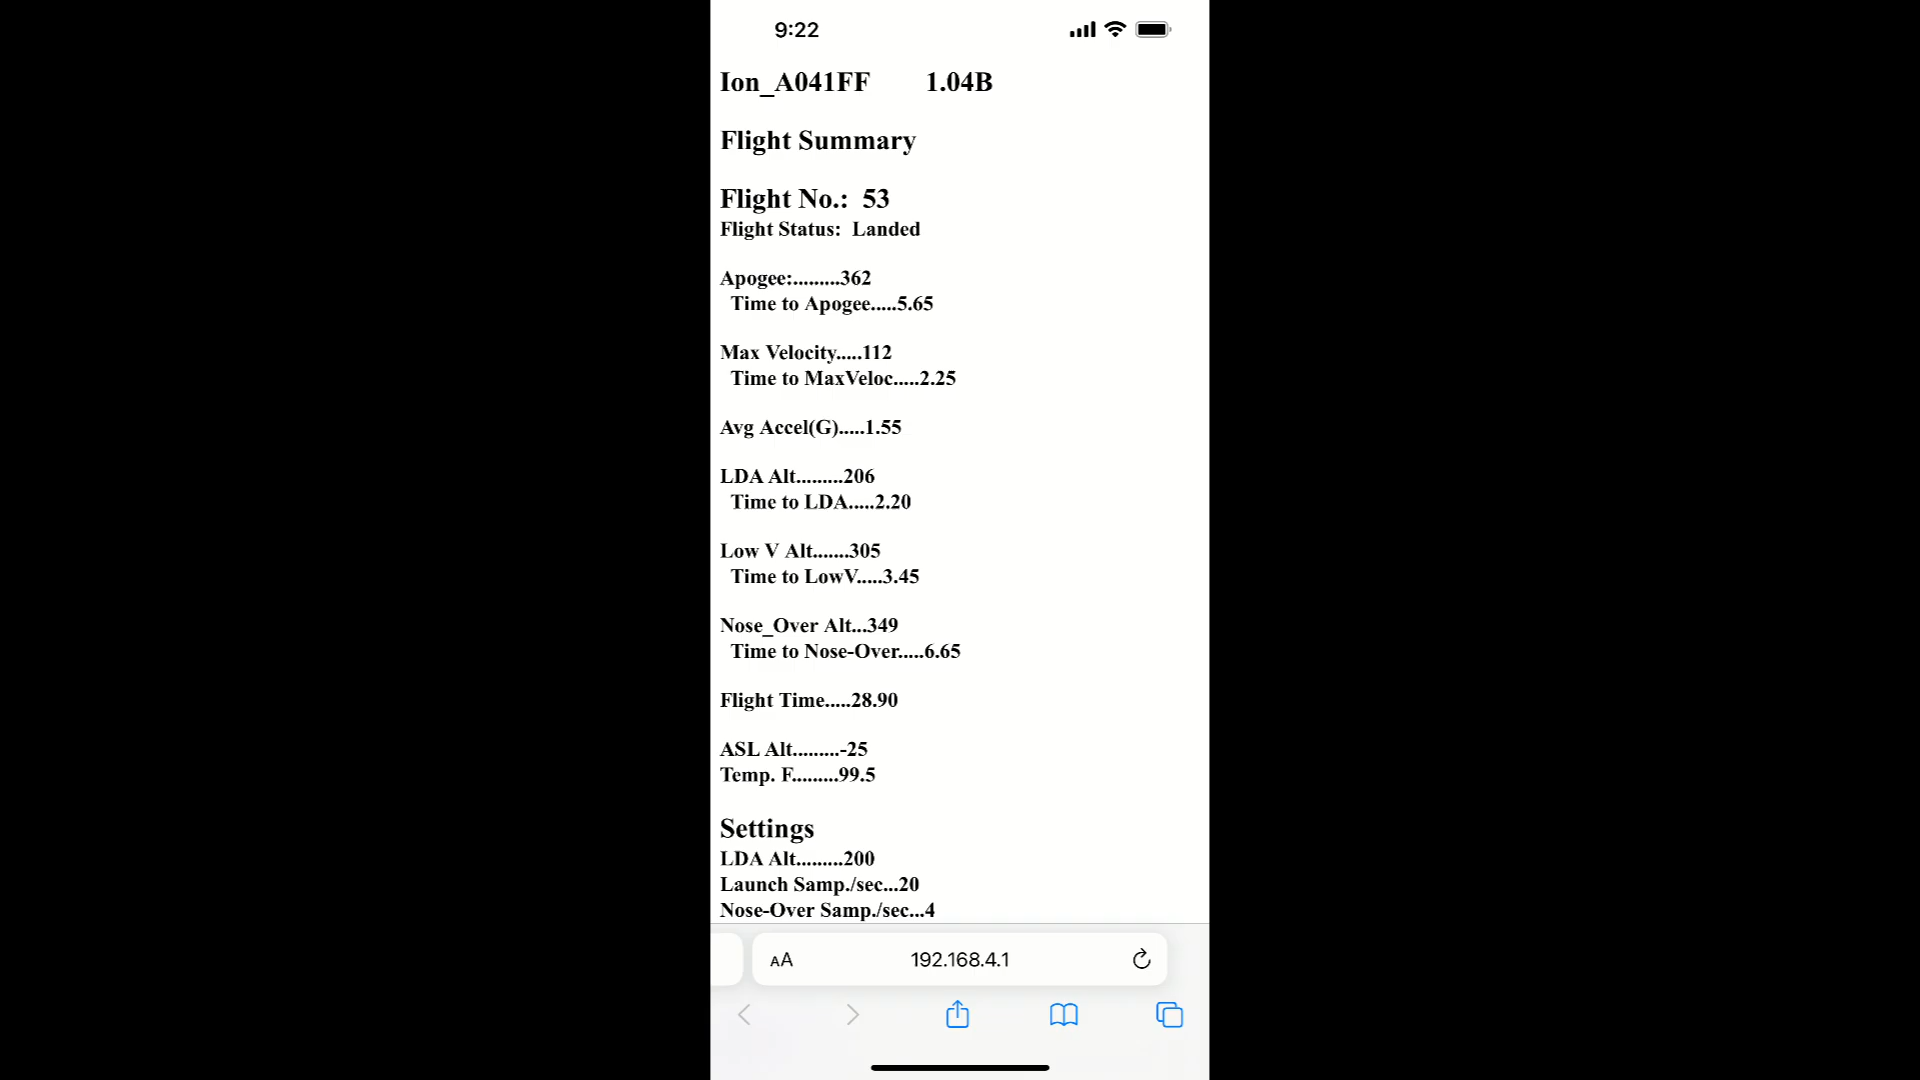 9:22
Ion_A041FF 1.04B
Flight Summary
Flight No.: 53
Flight Status: Landed
Apogee:.........362
Time to Apogee.....5.65
Max Velocity.....112
Time to MaxVeloc.....2.25
Avg Accel(G).....1.55
LDA Alt.........206
Time to LDA.....2.20
Low V Alt.......305
Time to LowV.....3.45
Nose_Over Alt...349
Time to Nose-Over.....6.65
Flight Time.....28.90
ASL Alt.........-25
Temp. F.........99.5
Settings
LDA Alt.........200
Launch Samp./sec...20
Nose-Over Samp./sec...4
AA 192.168.4.1